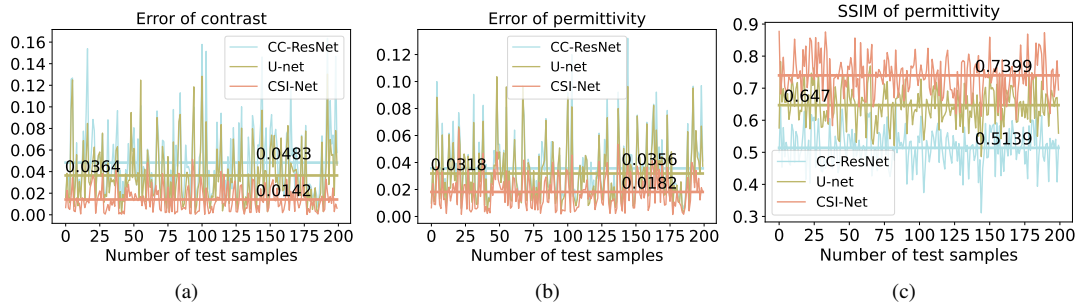 Error of contrast
0.16
0.14
0.12
0.10
0.08
0.06
0.04
0.02
0.00
CC-ResNet
U-net
CSI-Net
0.0364
0.0483
0.0142
0 25 50 75 100 125 150 175 200
Number of test samples
(a)
Error of permittivity
0.12
0.10
0.08
0.06
0.04
0.02
0.00
CC-ResNet
U-net
CSI-Net
0.0318
0.0356
0.0182
0 25 50 75 100 125 150 175 200
Number of test samples
(b)
SSIM of permittivity
0.9
0.8
0.7
0.6
0.5
0.4
0.3
0.7399
0.647
0.5139
CC-ResNet
U-net
CSI-Net
0 25 50 75 100 125 150 175 200
Number of test samples
(c)